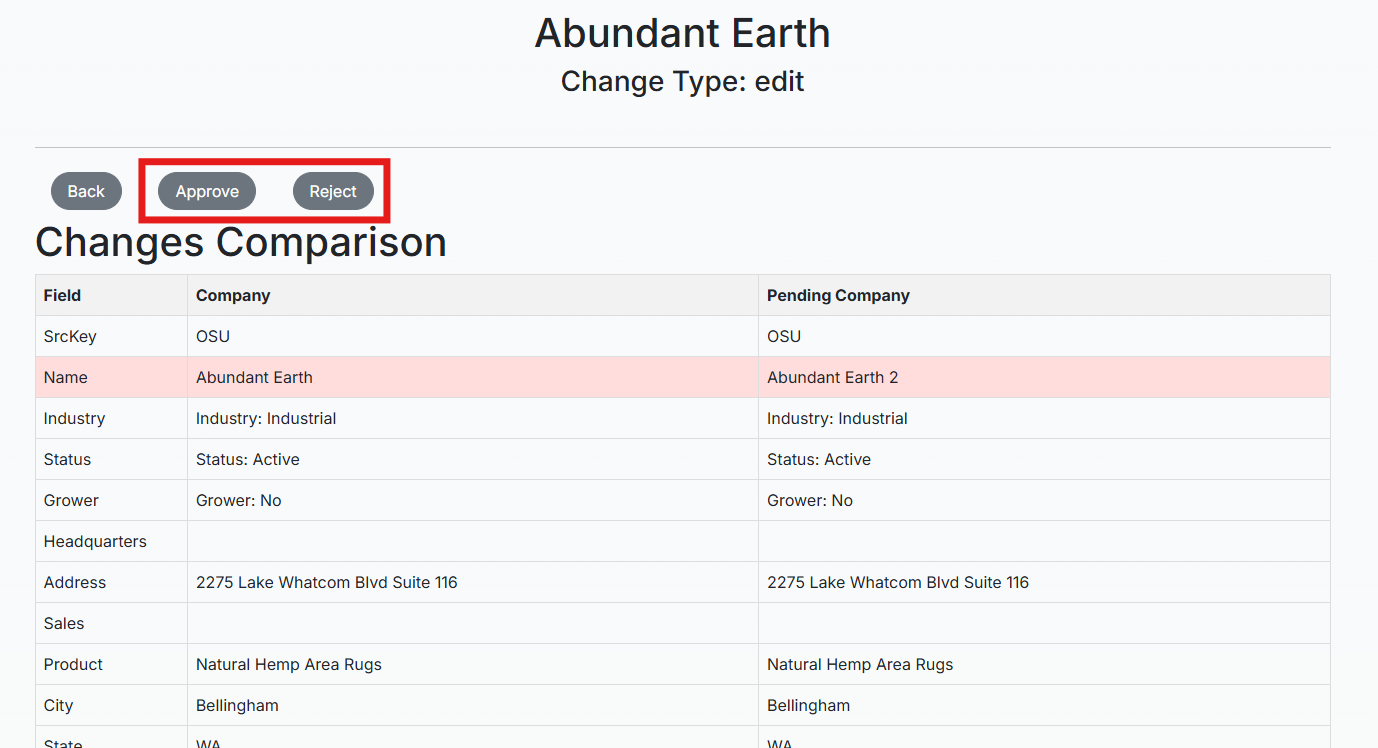 Abundant Earth
Change Type: edit
Back Approve Reject
Changes Comparison
Field Company Pending Company
SrcKey OSU OSU
Name Abundant Earth Abundant Earth 2
Industry Industry: Industrial Industry: Industrial
Status Status: Active Status: Active
Grower Grower: No Grower: No
Headquarters
Address 2275 Lake Whatcom Blvd Suite 116 2275 Lake Whatcom Blvd Suite 116
Sales
Product Natural Hemp Area Rugs Natural Hemp Area Rugs
City Bellingham Bellingham
State WA WA